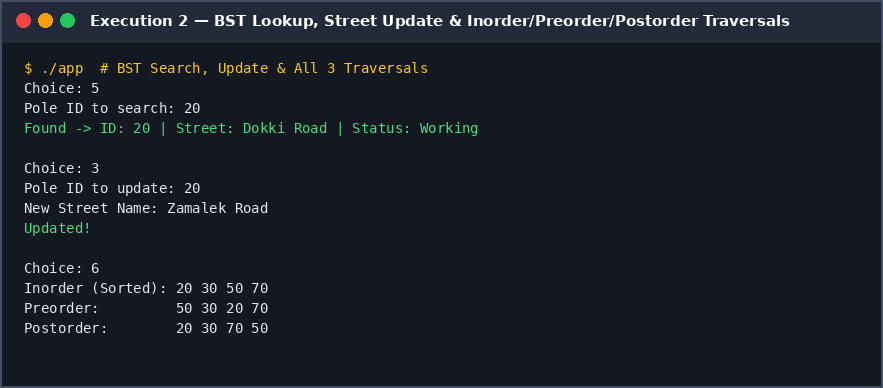 Execution 2 — BST Lookup, Street Update & Inorder/Preorder/Postorder Traversals
$ ./app  # BST Search, Update & All 3 Traversals
Choice: 5
Pole ID to search: 20
Found -> ID: 20 | Street: Dokki Road | Status: Working
Choice: 3
Pole ID to update: 20
New Street Name: Zamalek Road
Updated!
Choice: 6
Inorder (Sorted): 20 30 50 70
Preorder:         50 30 20 70
Postorder:        20 30 70 50